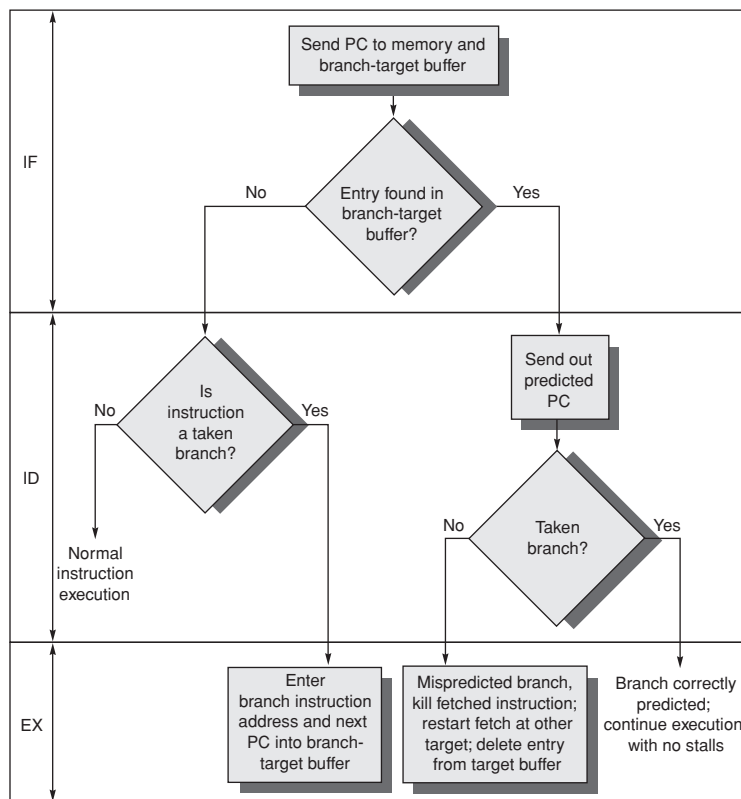 Send PC to memory and
branch-target buffer
IF
No
Entry found in
branch-target
buffer?
Yes
ID
No
Is
instruction
a taken
branch?
Yes
Send out
predicted
PC
No
Taken
branch?
Yes
Normal
instruction
execution
EX
Enter
branch instruction
address and next
PC into branch-
target buffer
Mispredicted branch,
kill fetched instruction;
restart fetch at other
target; delete entry
from target buffer
Branch correctly
predicted;
continue execution
with no stalls